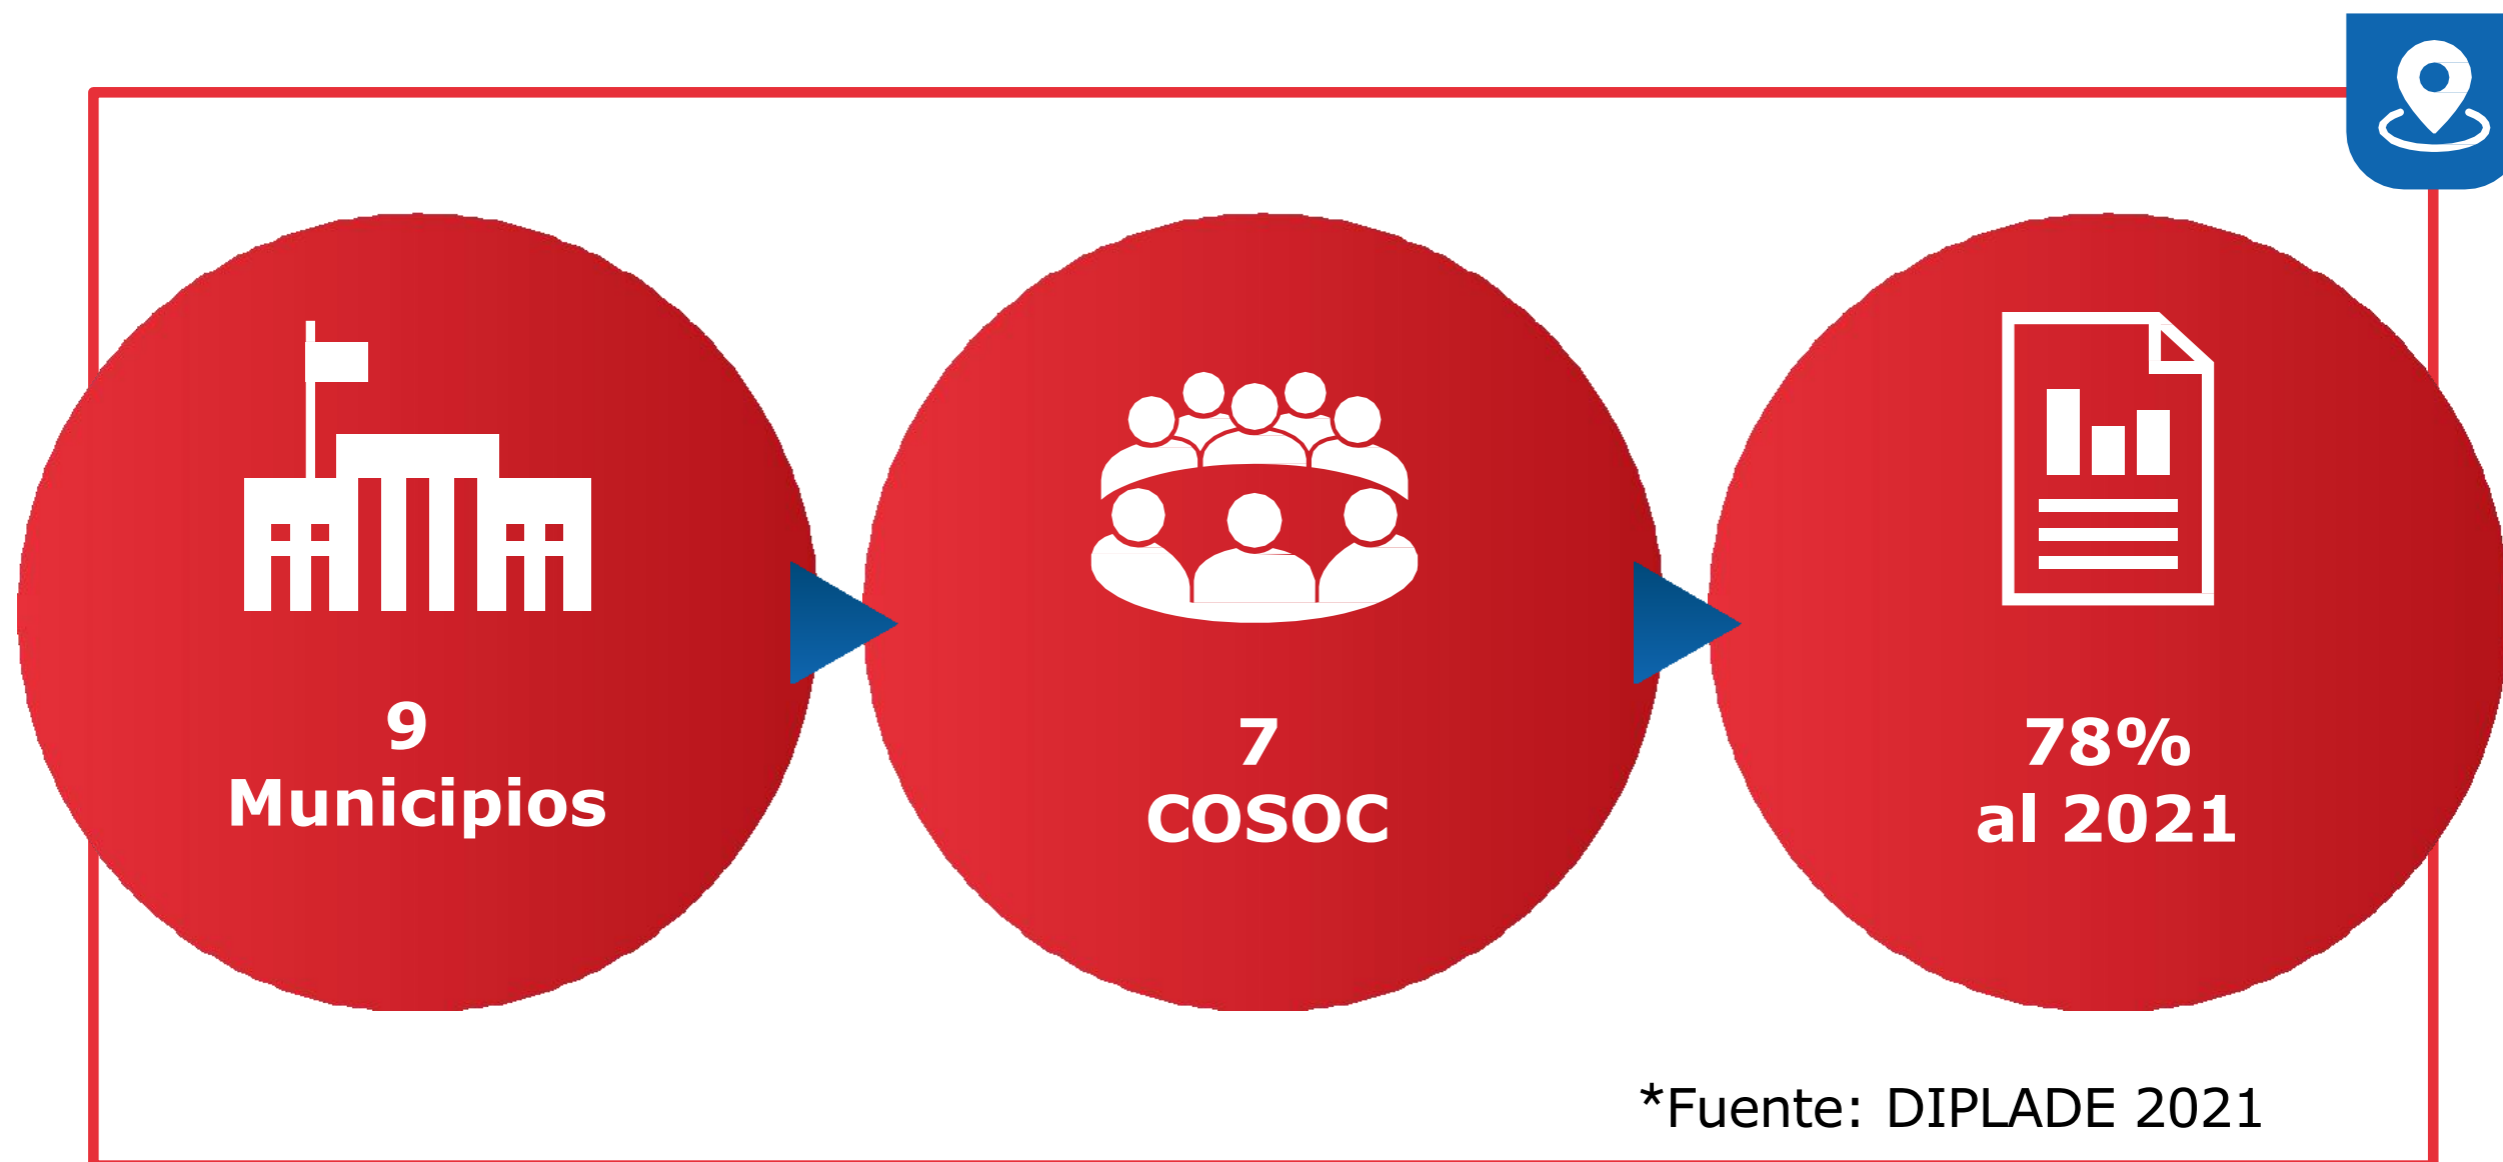 9
Municipios
7
COSOC
78%
al 2021
*Fuente: DIPLADE 2021